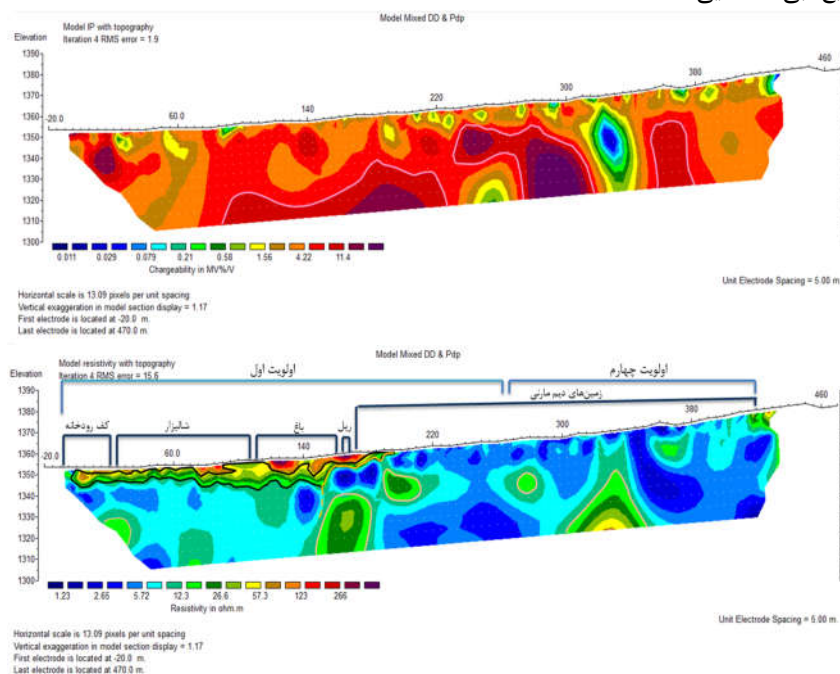 Model Mixed DD & Pdp
Model IP with topography
Elevation Iteration 4 RMS error = 1.9
1390
1380
1370
1360
1350
1340
1330
1320
1310
1300
-20.0 60.0 140 220 300 380 460
0.011 0.029 0.079 0.21 0.58 1.56 4.22 11.4
Chargeability in MV%/V
Unit Electrode Spacing = 5.00 m.
Horizontal scale is 13.09 pixels per unit spacing
Vertical exaggeration in model section display = 1.17
First electrode is located at -20.0 m.
Last electrode is located at 470.0 m.
Model Mixed DD & Pdp
Model resistivity with topography
Elevation Iteration 4 RMS error = 15.6
اولویت اول اولویت چهارم
زمین‌های دیم مارنی
کف رودخانه شالیزار باغ ریل
1390
1380
1370
1360
1350
1340
1330
1320
1310
1300
-20.0 60.0 140 220 300 380 460
1.23 2.65 5.72 12.3 26.6 57.3 123 266
Resistivity in ohm.m
Unit Electrode Spacing = 5.00 m.
Horizontal scale is 13.09 pixels per unit spacing
Vertical exaggeration in model section display = 1.17
First electrode is located at -20.0 m.
Last electrode is located at 470.0 m.